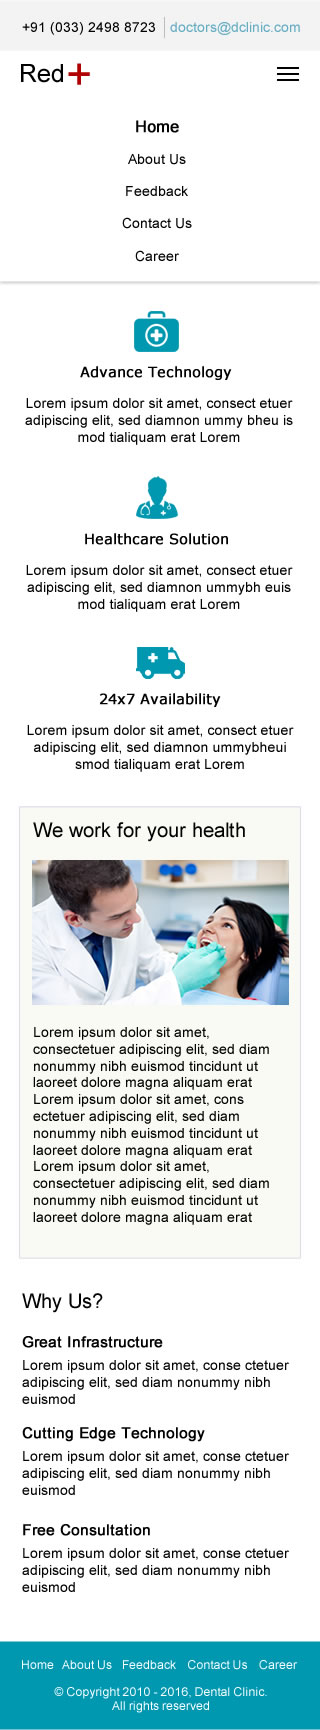 +91 (033) 2498 8723 doctors@dclinic.com
Red+
Home
About Us
Feedback
Contact Us
Career
Advance Technology
Lorem ipsum dolor sit amet, consect etuer
adipiscing elit, sed diamnon ummy bheu is
mod tialiquam erat Lorem
Healthcare Solution
Lorem ipsum dolor sit amet, consect etuer
adipiscing elit, sed diamnon ummybh euis
mod tialiquam erat Lorem
24x7 Availability
Lorem ipsum dolor sit amet, consect etuer
adipiscing elit, sed diamnon ummybheui
smod tialiquam erat Lorem
We work for your health
Lorem ipsum dolor sit amet,
consectetuer adipiscing elit, sed diam
nonummy nibh euismod tincidunt ut
laoreet dolore magna aliquam erat
Lorem ipsum dolor sit amet, cons
ectetuer adipiscing elit, sed diam
nonummy nibh euismod tincidunt ut
laoreet dolore magna aliquam erat
Lorem ipsum dolor sit amet,
consectetuer adipiscing elit, sed diam
nonummy nibh euismod tincidunt ut
laoreet dolore magna aliquam erat
Why Us?
Great Infrastructure
Lorem ipsum dolor sit amet, conse ctetuer
adipiscing elit, sed diam nonummy nibh
euismod
Cutting Edge Technology
Lorem ipsum dolor sit amet, conse ctetuer
adipiscing elit, sed diam nonummy nibh
euismod
Free Consultation
Lorem ipsum dolor sit amet, conse ctetuer
adipiscing elit, sed diam nonummy nibh
euismod
Home About Us Feedback Contact Us Career
© Copyright 2010 - 2016, Dental Clinic.
All rights reserved